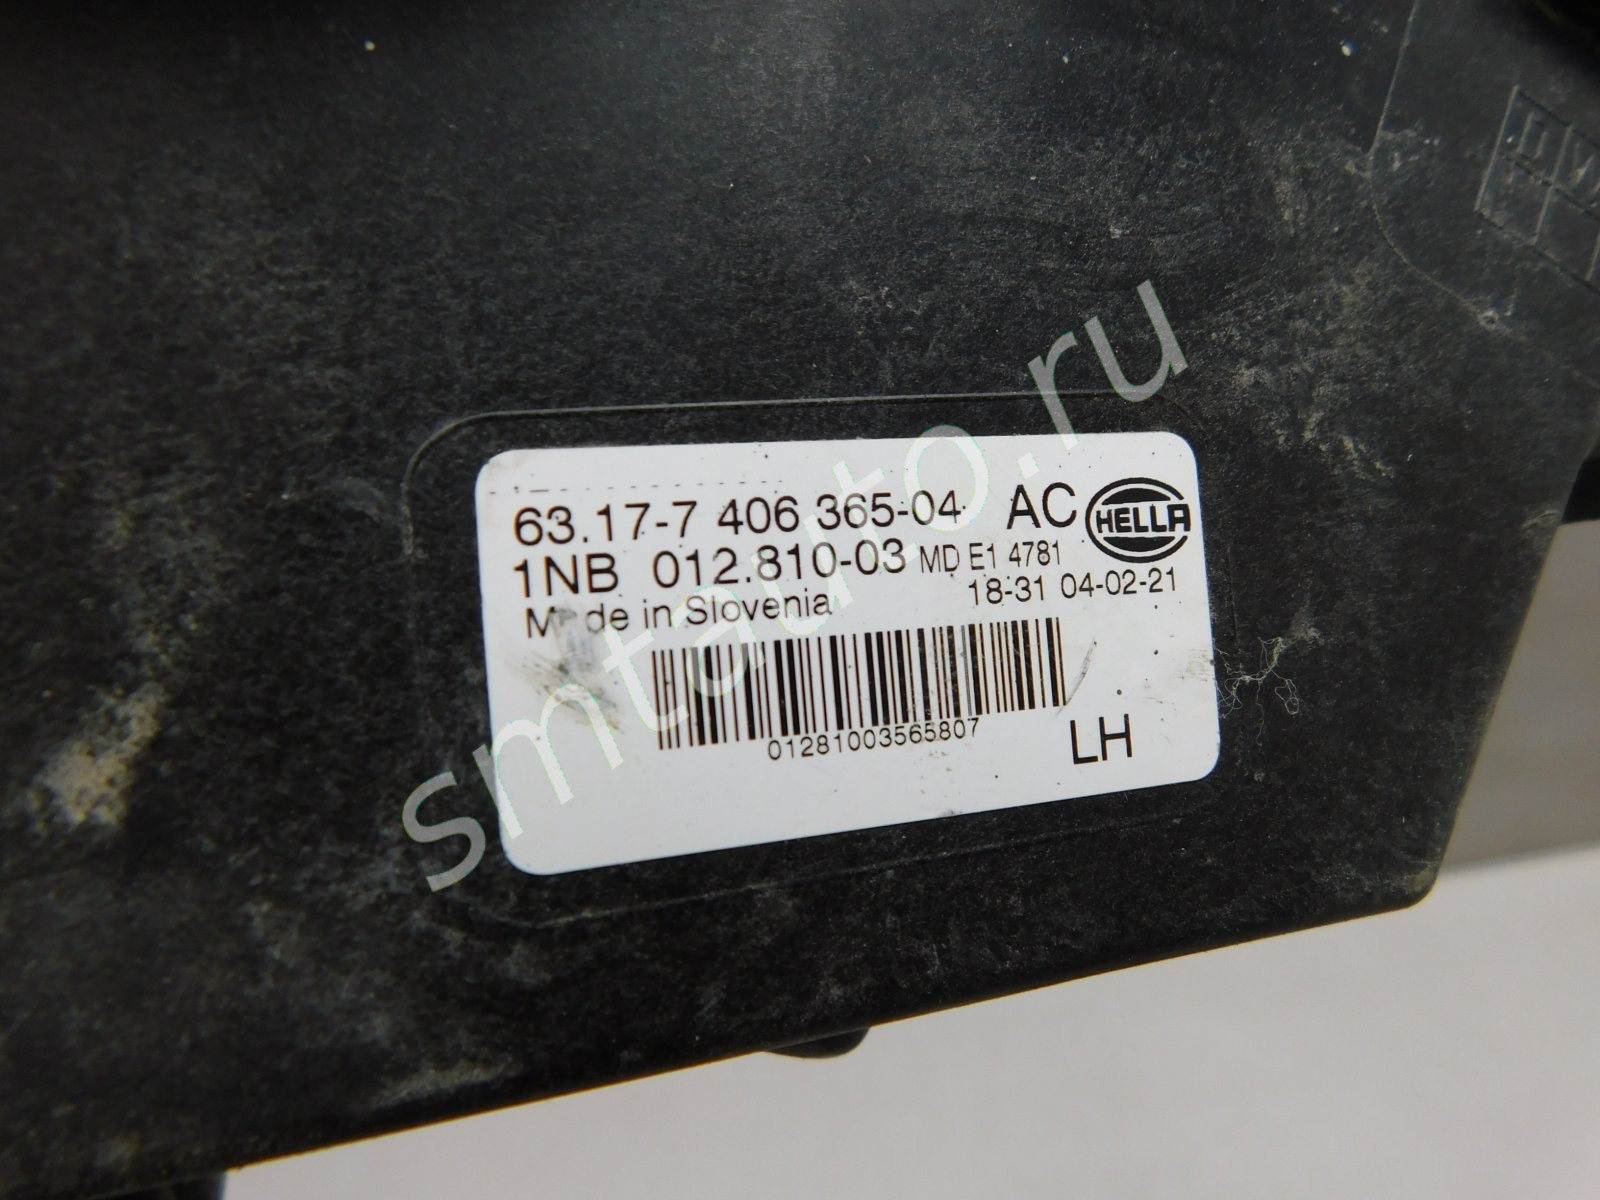 63.17-7 406 365-04 AC HELLA
1NB 012.810-03 MD E1 4781
18-31 04-02-21
Made in Slovenia
01281003565807
LH
smtauto.ru